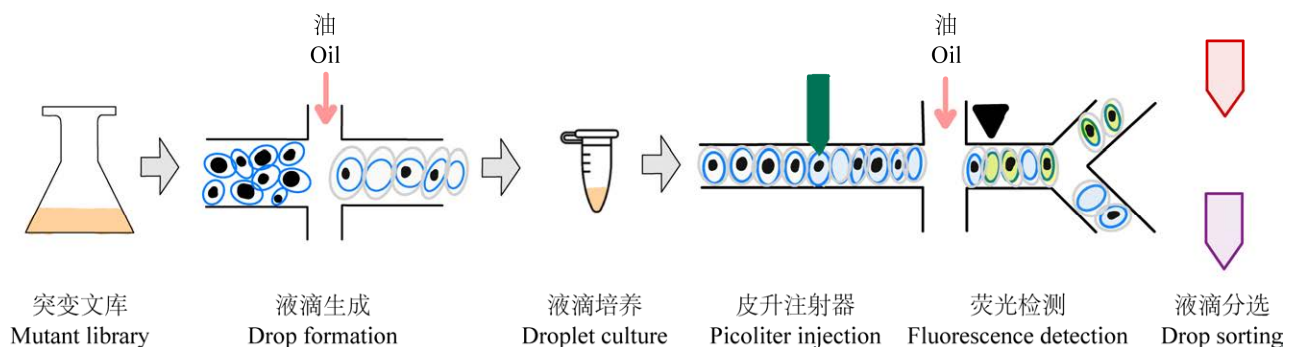 油
Oil
油
Oil
突变文库
Mutant library
液滴生成
Drop formation
液滴培养
Droplet culture
皮升注射器
Picoliter injection
荧光检测
Fluorescence detection
液滴分选
Drop sorting